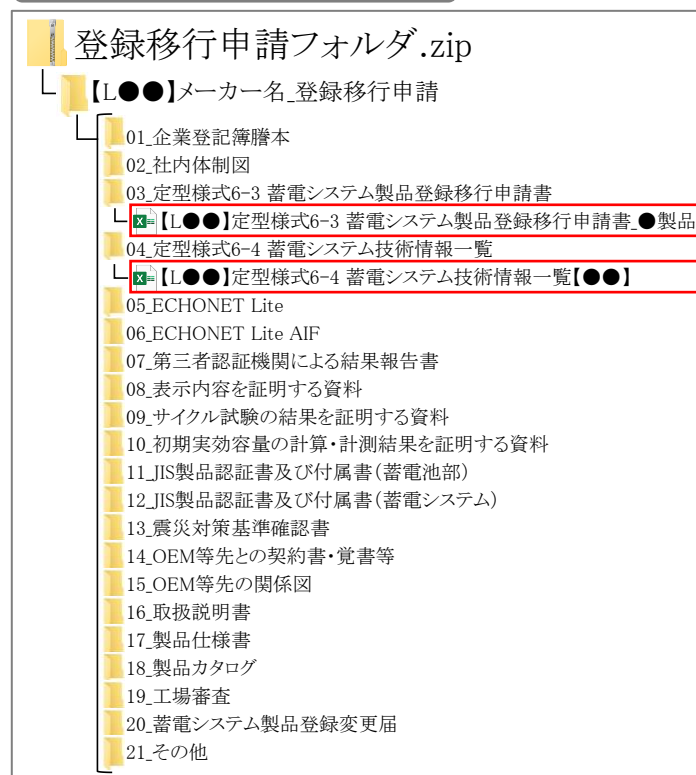 登録移行申請フォルダ.zip
【L●●】メーカー名_登録移行申請
01_企業登記簿謄本
02_社内体制図
03_定型様式6-3 蓄電システム製品登録移行申請書
【L●●】定型様式6-3 蓄電システム製品登録移行申請書_●製品
04_定型様式6-4 蓄電システム技術情報一覧
【L●●】定型様式6-4 蓄電システム技術情報一覧【●●】
05_ECHONET Lite
06_ECHONET Lite AIF
07_第三者認証機関による結果報告書
08_表示内容を証明する資料
09_サイクル試験の結果を証明する資料
10_初期実効容量の計算・計測結果を証明する資料
11_JIS製品認証書及び付属書(蓄電池部)
12_JIS製品認証書及び付属書(蓄電システム)
13_震災対策基準確認書
14_OEM等先との契約書・覚書等
15_OEM等先の関係図
16_取扱説明書
17_製品仕様書
18_製品カタログ
19_工場審査
20_蓄電システム製品登録変更届
21_その他